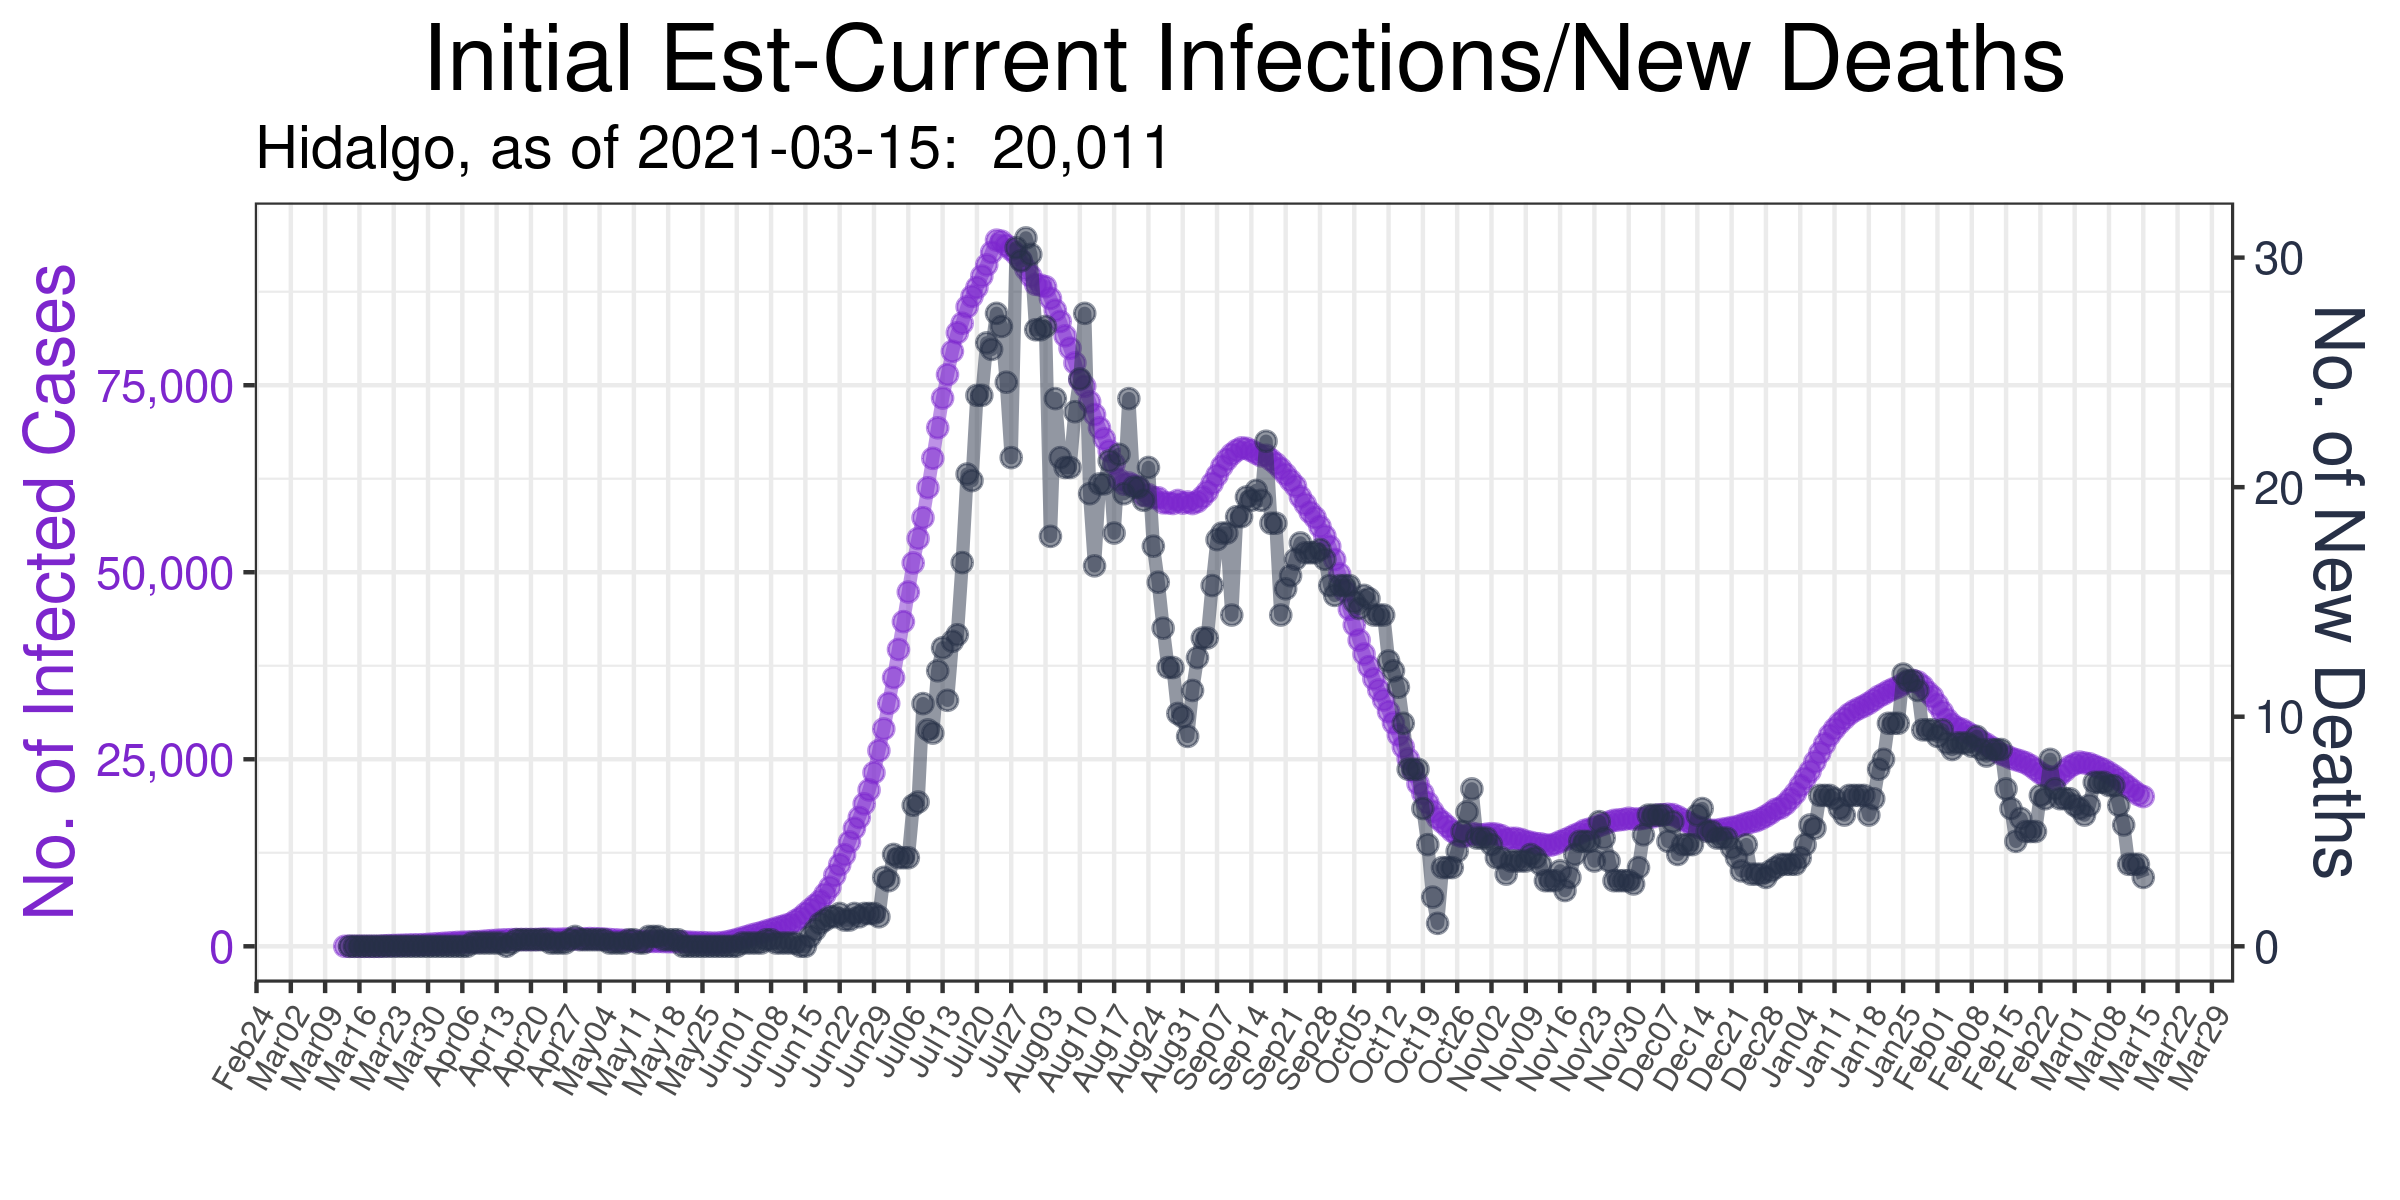 Initial Est-Current Infections/New Deaths
Hidalgo, as of 2021-03-15:  20,011
No. of Infected Cases
75,000
50,000
25,000
0
30
20
10
0
No. of New Deaths
Feb24
Mar02
Mar09
Mar16
Mar23
Mar30
Apr06
Apr13
Apr20
Apr27
May04
May11
May18
May25
Jun01
Jun08
Jun15
Jun22
Jun29
Jul06
Jul13
Jul20
Jul27
Aug03
Aug10
Aug17
Aug24
Aug31
Sep07
Sep14
Sep21
Sep28
Oct05
Oct12
Oct19
Oct26
Nov02
Nov09
Nov16
Nov23
Nov30
Dec07
Dec14
Dec21
Dec28
Jan04
Jan11
Jan18
Jan25
Feb01
Feb08
Feb15
Feb22
Mar01
Mar08
Mar15
Mar22
Mar29